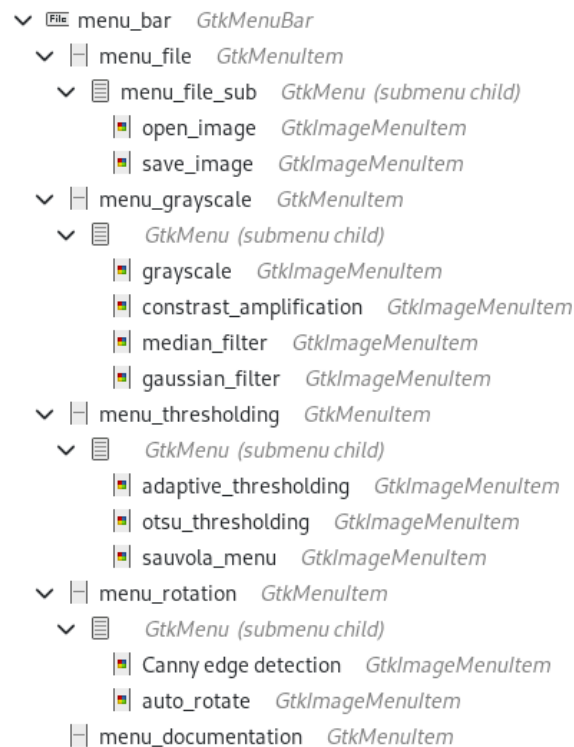 File menu_bar GtkMenuBar
menu_file GtkMenuItem
menu_file_sub GtkMenu (submenu child)
open_image GtkImageMenuItem
save_image GtkImageMenuItem
menu_grayscale GtkMenuItem
GtkMenu (submenu child)
grayscale GtkImageMenuItem
constrast_amplification GtkImageMenuItem
median_filter GtkImageMenuItem
gaussian_filter GtkImageMenuItem
menu_thresholding GtkMenuItem
GtkMenu (submenu child)
adaptive_thresholding GtkImageMenuItem
otsu_thresholding GtkImageMenuItem
sauvola_menu GtkImageMenuItem
menu_rotation GtkMenuItem
GtkMenu (submenu child)
Canny edge detection GtkImageMenuItem
auto_rotate GtkImageMenuItem
menu_documentation GtkMenuItem